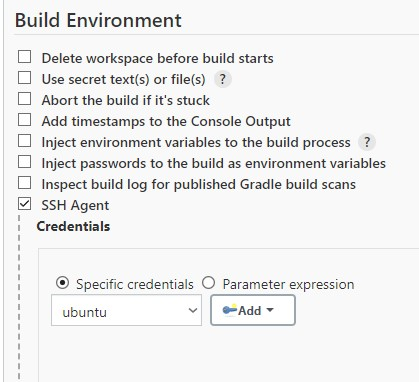 Build Environment
Delete workspace before build starts
Use secret text(s) or file(s) ?
Abort the build if it's stuck
Add timestamps to the Console Output
Inject environment variables to the build process ?
Inject passwords to the build as environment variables
Inspect build log for published Gradle build scans
SSH Agent
Credentials
Specific credentials Parameter expression
ubuntu Add